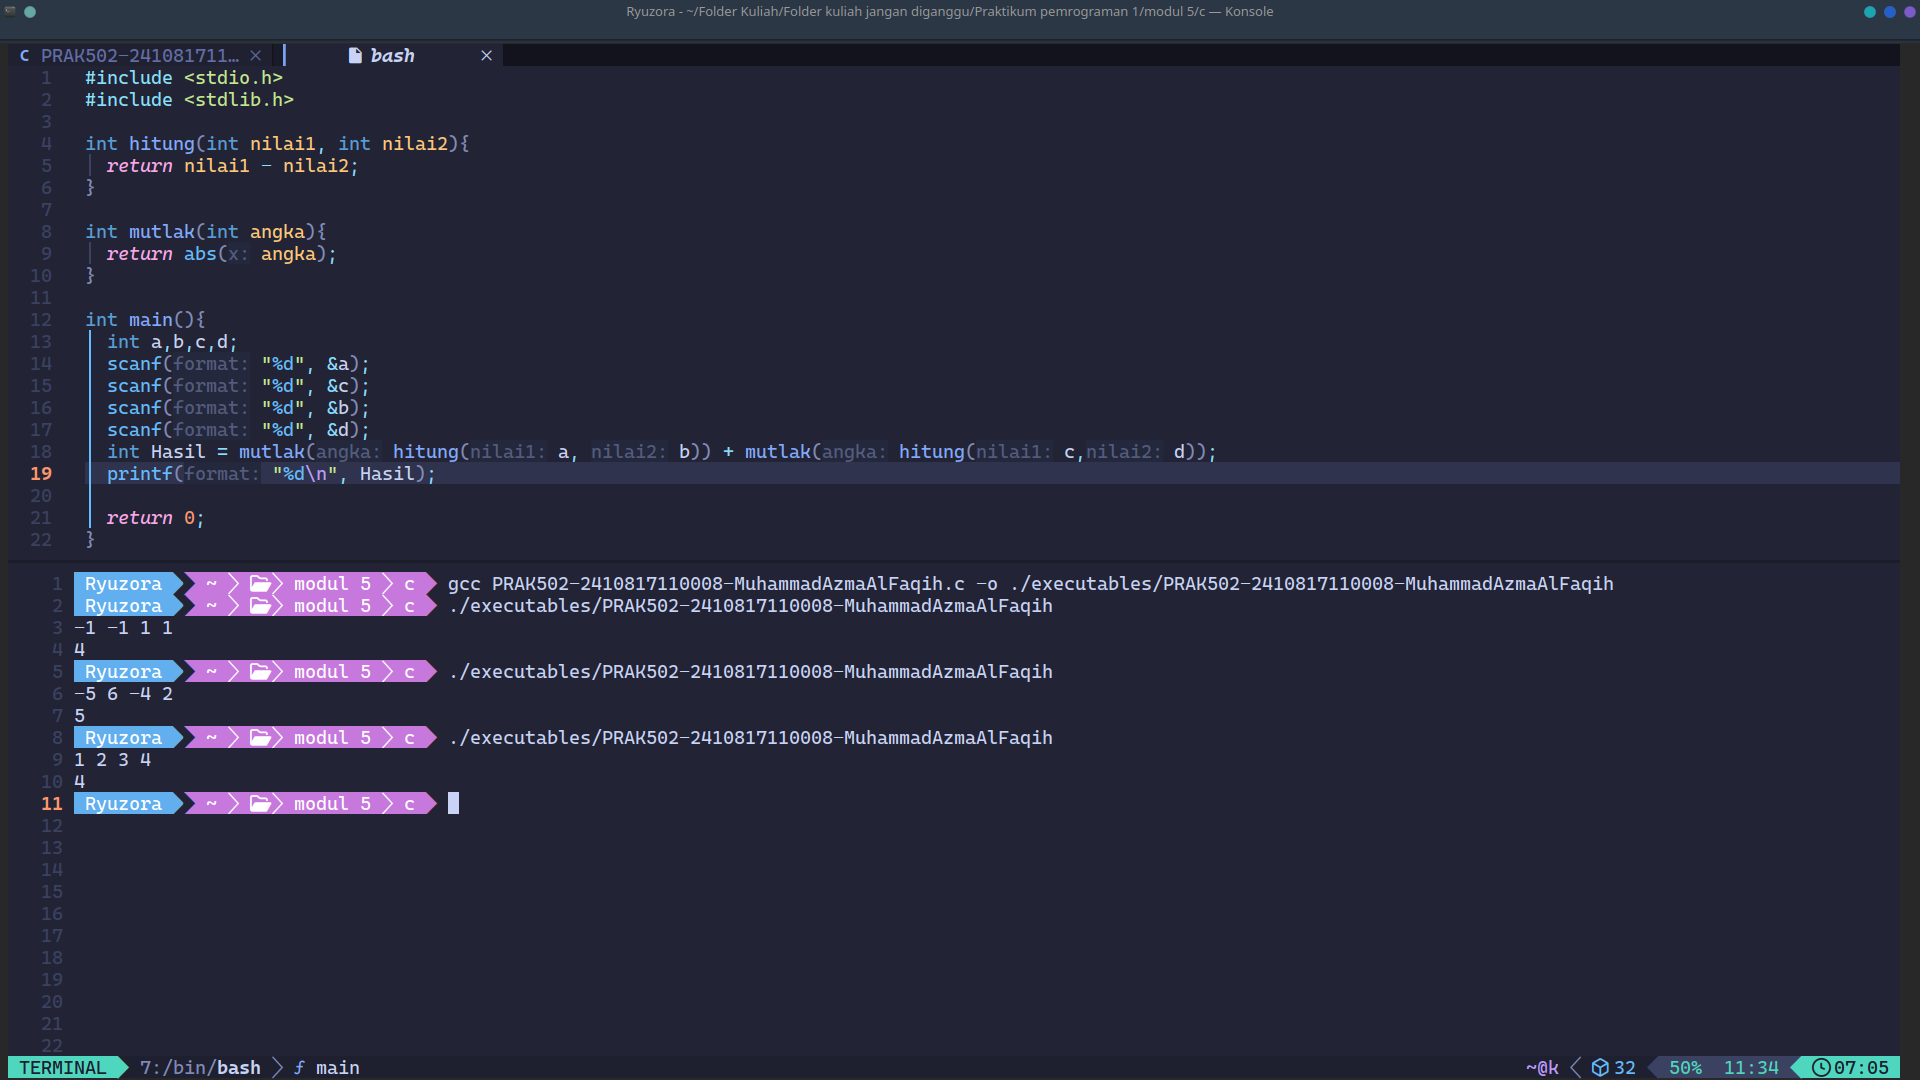 Ryuzora - ~/Folder Kuliah/Folder kuliah jangan diganggu/Praktikum pemrograman 1/modul 5/c — Konsole
C PRAK502-241081711… × bash ×
1 #include <stdio.h>
2 #include <stdlib.h>
3
4 int hitung(int nilai1, int nilai2){
5 return nilai1 - nilai2;
6 }
7
8 int mutlak(int angka){
9 return abs(x: angka);
10 }
11
12 int main(){
13 int a,b,c,d;
14 scanf(format: "%d", &a);
15 scanf(format: "%d", &c);
16 scanf(format: "%d", &b);
17 scanf(format: "%d", &d);
18 int Hasil = mutlak(angka: hitung(nilai1: a, nilai2: b)) + mutlak(angka: hitung(nilai1: c,nilai2: d));
19 printf(format: "%d\n", Hasil);
20
21 return 0;
22 }
1 Ryuzora ~ modul 5 c gcc PRAK502-2410817110008-MuhammadAzmaAlFaqih.c -o ./executables/PRAK502-2410817110008-MuhammadAzmaAlFaqih
2 Ryuzora ~ modul 5 c ./executables/PRAK502-2410817110008-MuhammadAzmaAlFaqih
3 -1 -1 1 1
4 4
5 Ryuzora ~ modul 5 c ./executables/PRAK502-2410817110008-MuhammadAzmaAlFaqih
6 -5 6 -4 2
7 5
8 Ryuzora ~ modul 5 c ./executables/PRAK502-2410817110008-MuhammadAzmaAlFaqih
9 1 2 3 4
10 4
11 Ryuzora ~ modul 5 c
12
13
14
15
16
17
18
19
20
21
22
TERMINAL 7:/bin/bash f main ~@k 32 50% 11:34 07:05